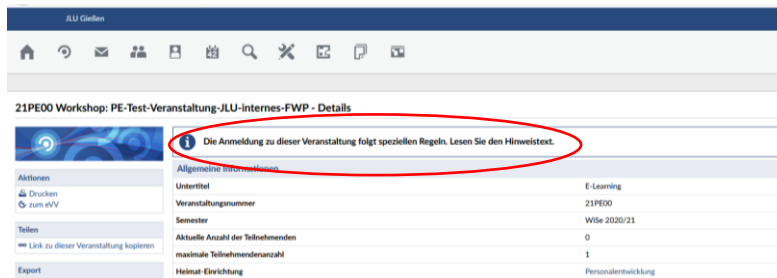 JLU Gießen
21PE00 Workshop: PE-Test-Veranstaltung-JLU-internes-FWP - Details
Die Anmeldung zu dieser Veranstaltung folgt speziellen Regeln. Lesen Sie den Hinweistext.
Aktionen
Drucken
zum eVV
Teilen
Link zu dieser Veranstaltung kopieren
Export
Allgemeine Informationen
Untertitel E-Learning
Veranstaltungsnummer 21PE00
Semester WiSe 2020/21
Aktuelle Anzahl der Teilnehmenden 0
maximale Teilnehmendenanzahl 1
Heimat-Einrichtung Personalentwicklung